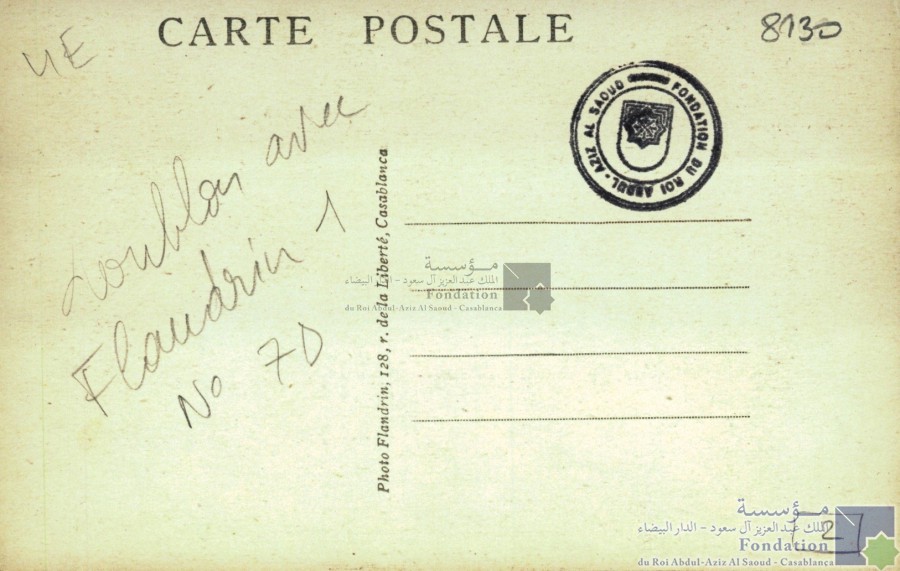 4E
CARTE POSTALE
8130
FONDATION DU ROI ABDUL-AZIZ AL SAOUD
avec
Flandrin 1
No 7D
Photo Flandrin, 128, r. de la Liberté, Casablanca
مؤسسة
الملك عبد العزيز آل سعود - الدار البيضاء
Fondation
du Roi Abdul-Aziz Al Saoud - Casablanca
مؤسسة
الملك عبد العزيز آل سعود - الدار البيضاء
Fondation
du Roi Abdul-Aziz Al Saoud - Casablanca